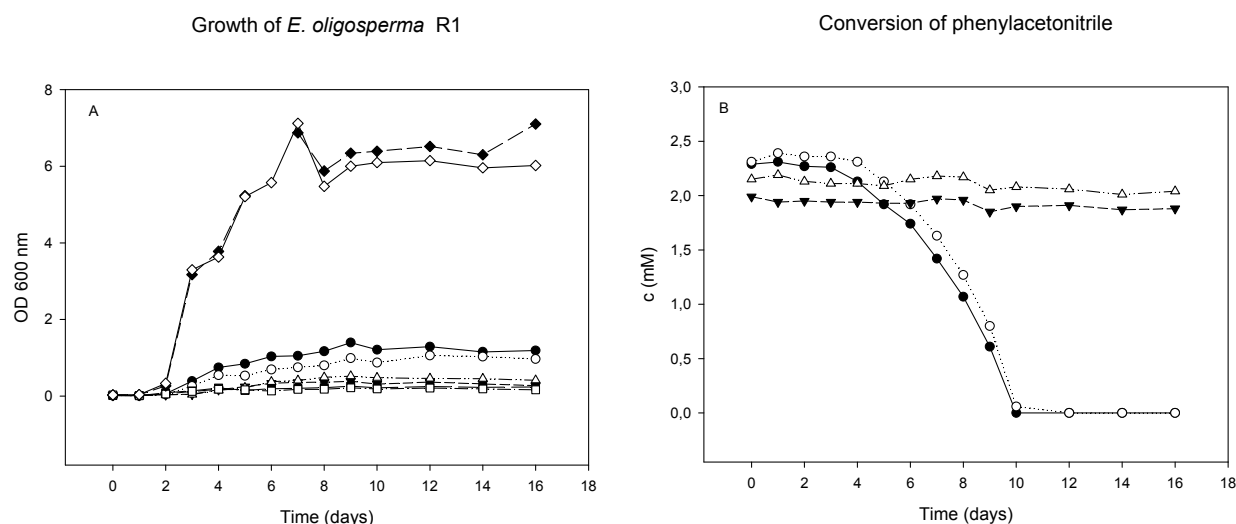 Growth of E. oligosperma R1
A
OD 600 nm
8
6
4
2
0
0 2 4 6 8 10 12 14 16 18
Time (days)
Conversion of phenylacetonitrile
B
c (mM)
3,0
2,5
2,0
1,5
1,0
0,5
0,0
0 2 4 6 8 10 12 14 16 18
Time (days)